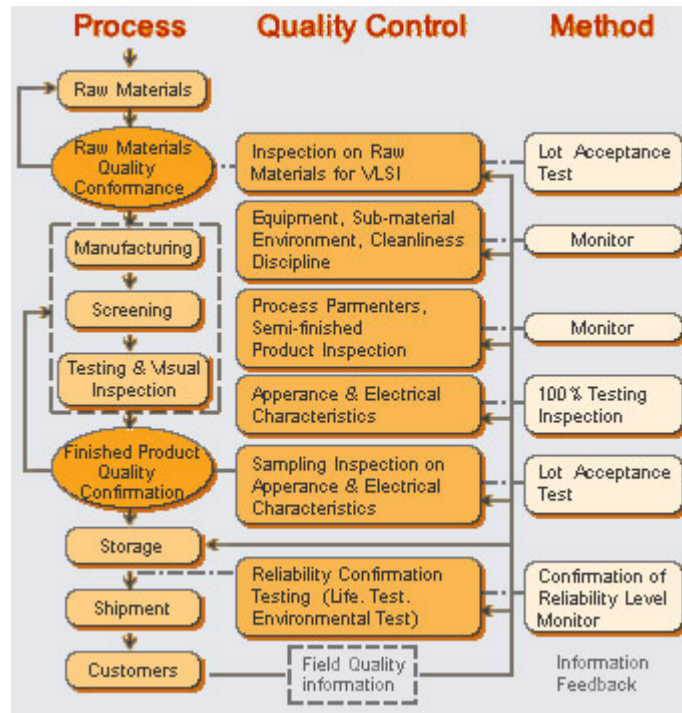 Process
Quality Control
Method
Raw Materials
Raw Materials
Quality
Conformance
Inspection on Raw
Materials for VLSI
Lot Acceptance
Test
Equipment, Sub-material
Environment, Cleanliness
Discipline
Monitor
Manufacturing
Screening
Process Parmenters,
Semi-finished
Product Inspection
Monitor
Testing & Visual
Inspection
Apperance & Electrical
Characteristics
100% Testing
Inspection
Finished Product
Quality
Confirmation
Sampling Inspection on
Apperance & Electrical
Characteristics
Lot Acceptance
Test
Storage
Reliability Confirmation
Testing (Life. Test.
Environmental Test)
Confirmation of
Reliability Level
Monitor
Shipment
Customers
Field Quality
information
Information
Feedback